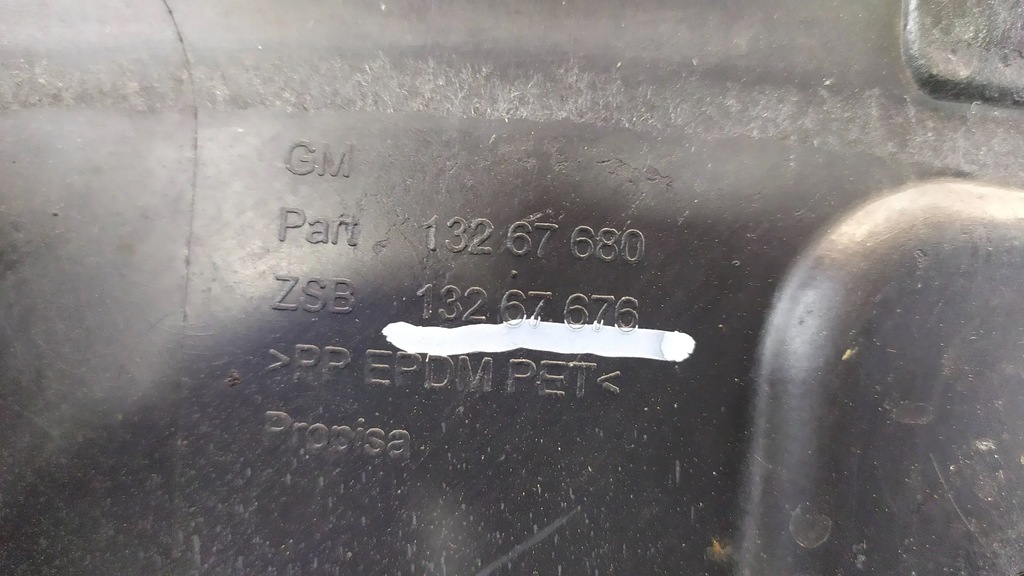 GM
Part 132 67 680
ZSB 132 67 676
>PP EPDM PET<
Propisa